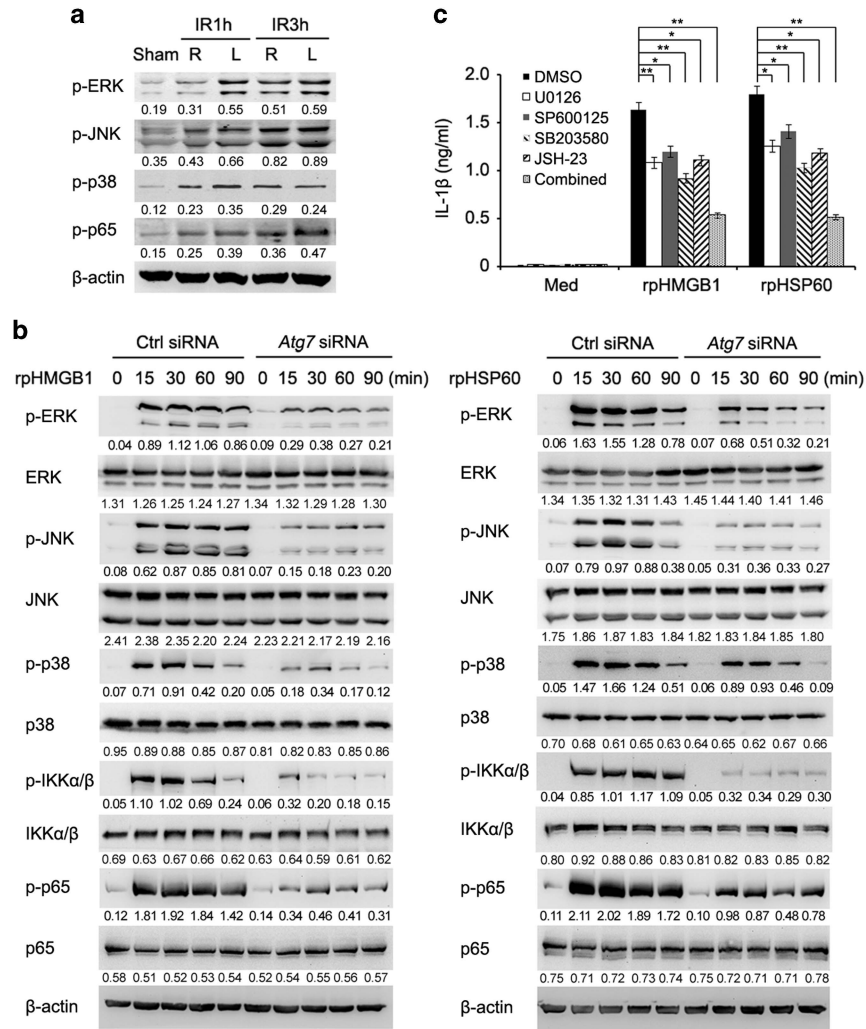 a
IR1h IR3h
Sham R L R L
p-ERK
0.19 0.31 0.55 0.51 0.59
p-JNK
0.35 0.43 0.66 0.82 0.89
p-p38
0.12 0.23 0.35 0.29 0.24
p-p65
0.15 0.25 0.39 0.36 0.47
β-actin
c
** * ** * ** ** * ** * *
IL-1β (ng/ml)
2.0
1.5
1.0
0.5
0
DMSO
U0126
SP600125
SB203580
JSH-23
Combined
Med rpHMGB1 rpHSP60
b
Ctrl siRNA Atg7 siRNA
rpHMGB1 0 15 30 60 90 0 15 30 60 90 (min)
p-ERK
0.04 0.89 1.12 1.06 0.86 0.09 0.29 0.38 0.27 0.21
ERK
1.31 1.26 1.25 1.24 1.27 1.34 1.32 1.29 1.28 1.30
p-JNK
0.08 0.62 0.87 0.85 0.81 0.07 0.15 0.18 0.23 0.20
JNK
2.41 2.38 2.35 2.20 2.24 2.23 2.21 2.17 2.19 2.16
p-p38
0.07 0.71 0.91 0.42 0.20 0.05 0.18 0.34 0.17 0.12
p38
0.95 0.89 0.88 0.85 0.87 0.81 0.82 0.83 0.85 0.86
p-IKKα/β
0.05 1.10 1.02 0.69 0.24 0.06 0.32 0.20 0.18 0.15
IKKα/β
0.69 0.63 0.67 0.66 0.62 0.63 0.64 0.59 0.61 0.62
p-p65
0.12 1.81 1.92 1.84 1.42 0.14 0.34 0.46 0.41 0.31
p65
0.58 0.51 0.52 0.53 0.54 0.52 0.54 0.55 0.56 0.57
β-actin
Ctrl siRNA Atg7 siRNA
rpHSP60 0 15 30 60 90 0 15 30 60 90 (min)
p-ERK
0.06 1.63 1.55 1.28 0.78 0.07 0.68 0.51 0.32 0.21
ERK
1.34 1.35 1.32 1.31 1.43 1.45 1.44 1.40 1.41 1.46
p-JNK
0.07 0.79 0.97 0.88 0.38 0.05 0.31 0.36 0.33 0.27
JNK
1.75 1.86 1.87 1.83 1.84 1.82 1.83 1.84 1.85 1.80
p-p38
0.05 1.47 1.66 1.24 0.51 0.06 0.89 0.93 0.46 0.09
p38
0.70 0.68 0.61 0.65 0.63 0.64 0.65 0.62 0.67 0.66
p-IKKα/β
0.04 0.85 1.01 1.17 1.09 0.05 0.32 0.34 0.29 0.30
IKKα/β
0.80 0.92 0.88 0.86 0.83 0.81 0.82 0.83 0.85 0.82
p-p65
0.11 2.11 2.02 1.89 1.72 0.10 0.98 0.87 0.48 0.78
p65
0.75 0.71 0.72 0.73 0.74 0.75 0.72 0.71 0.71 0.78
β-actin